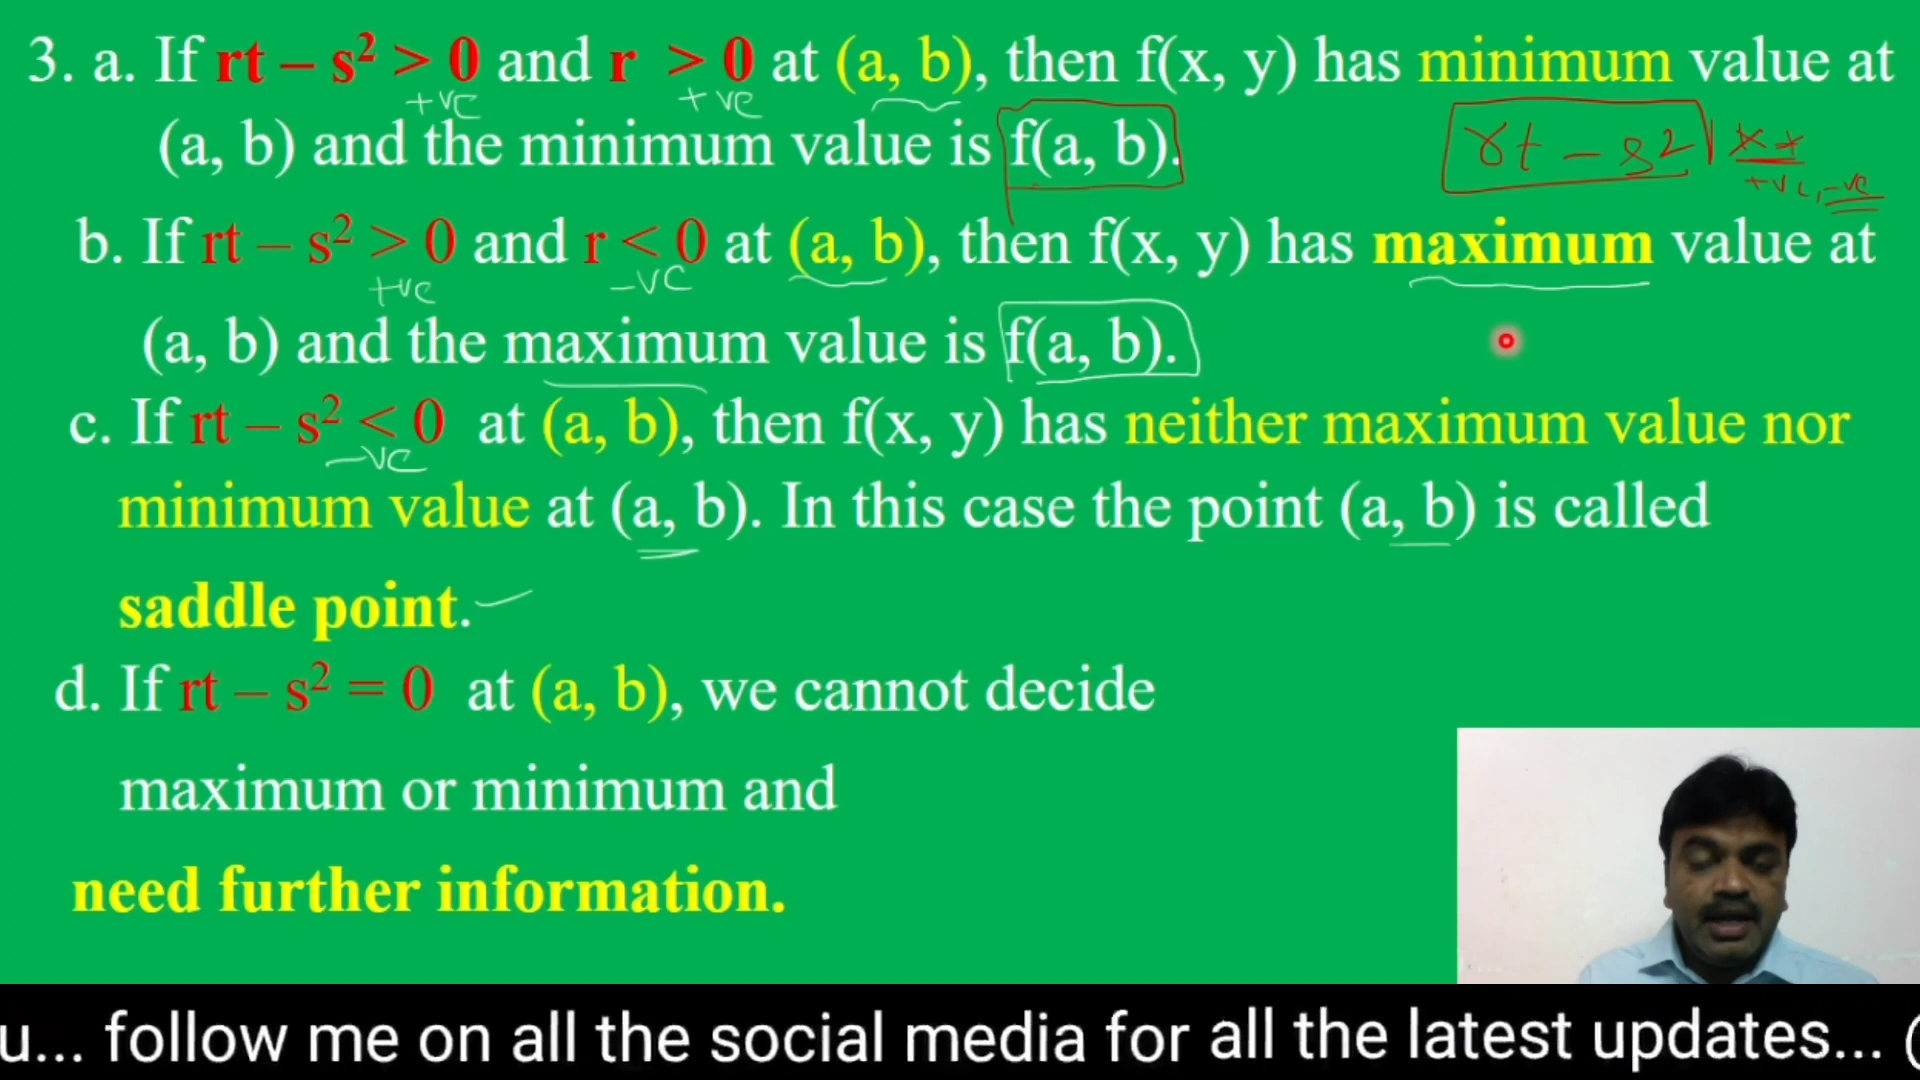 3. a. If rt – s² > 0 and r > 0 at (a, b), then f(x, y) has minimum value at
+ve +ve
(a, b) and the minimum value is f(a, b).
rt – s²
+ve, –ve
b. If rt – s² > 0 and r < 0 at (a, b), then f(x, y) has maximum value at
+ve –ve
(a, b) and the maximum value is f(a, b).
c. If rt – s² < 0 at (a, b), then f(x, y) has neither maximum value nor
–ve
minimum value at (a, b). In this case the point (a, b) is called
saddle point.
d. If rt – s² = 0 at (a, b), we cannot decide
maximum or minimum and
need further information.
u... follow me on all the social media for all the latest updates... (